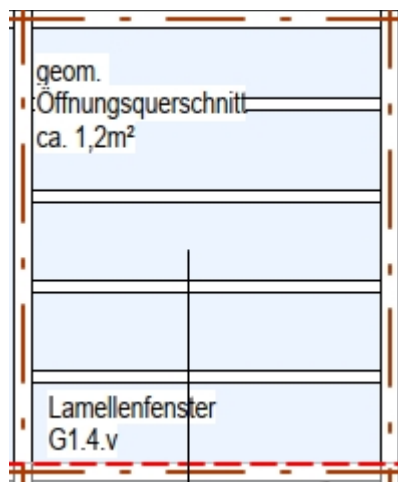 geom.
Öffnungsquerschnitt
ca. 1,2m²
Lamellenfenster
G1.4.v